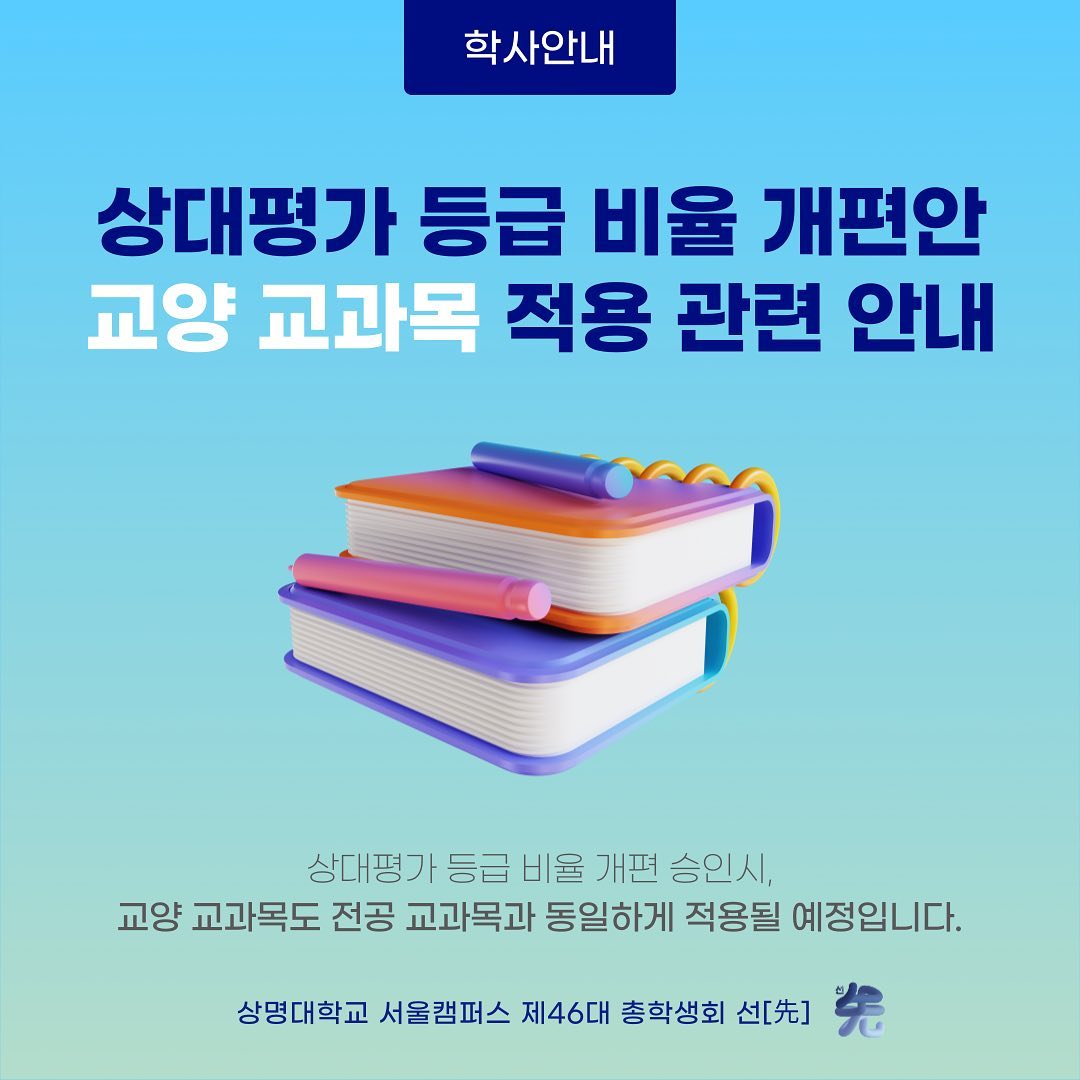 학사안내
상대평가 등급 비율 개편안
교양 교과목 적용 관련 안내
상대평가 등급 비율 개편 승인시,
교양 교과목도 전공 교과목과 동일하게 적용될 예정입니다.
상명대학교 서울캠퍼스 제46대 총학생회 선[先]
선 先